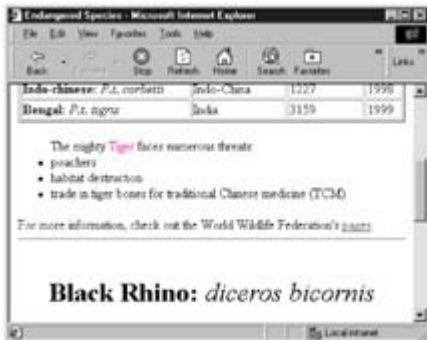 Endangered Species - Microsoft Internet Explorer
File Edit View Favorites Tools Help
Back Stop Refresh Home Search Favorites Links
Indo-chinese: P.t. corbetti Indo-China 1227 1998
Bengal: P.t. tigris India 3159 1999
The mighty Tiger faces numerous threats:
• poachers
• habitat destruction
• trade in tiger bones for traditional Chinese medicine (TCM)
For more information, check out the World Wildlife Federation's pages
Black Rhino: diceros bicornis
Local intranet